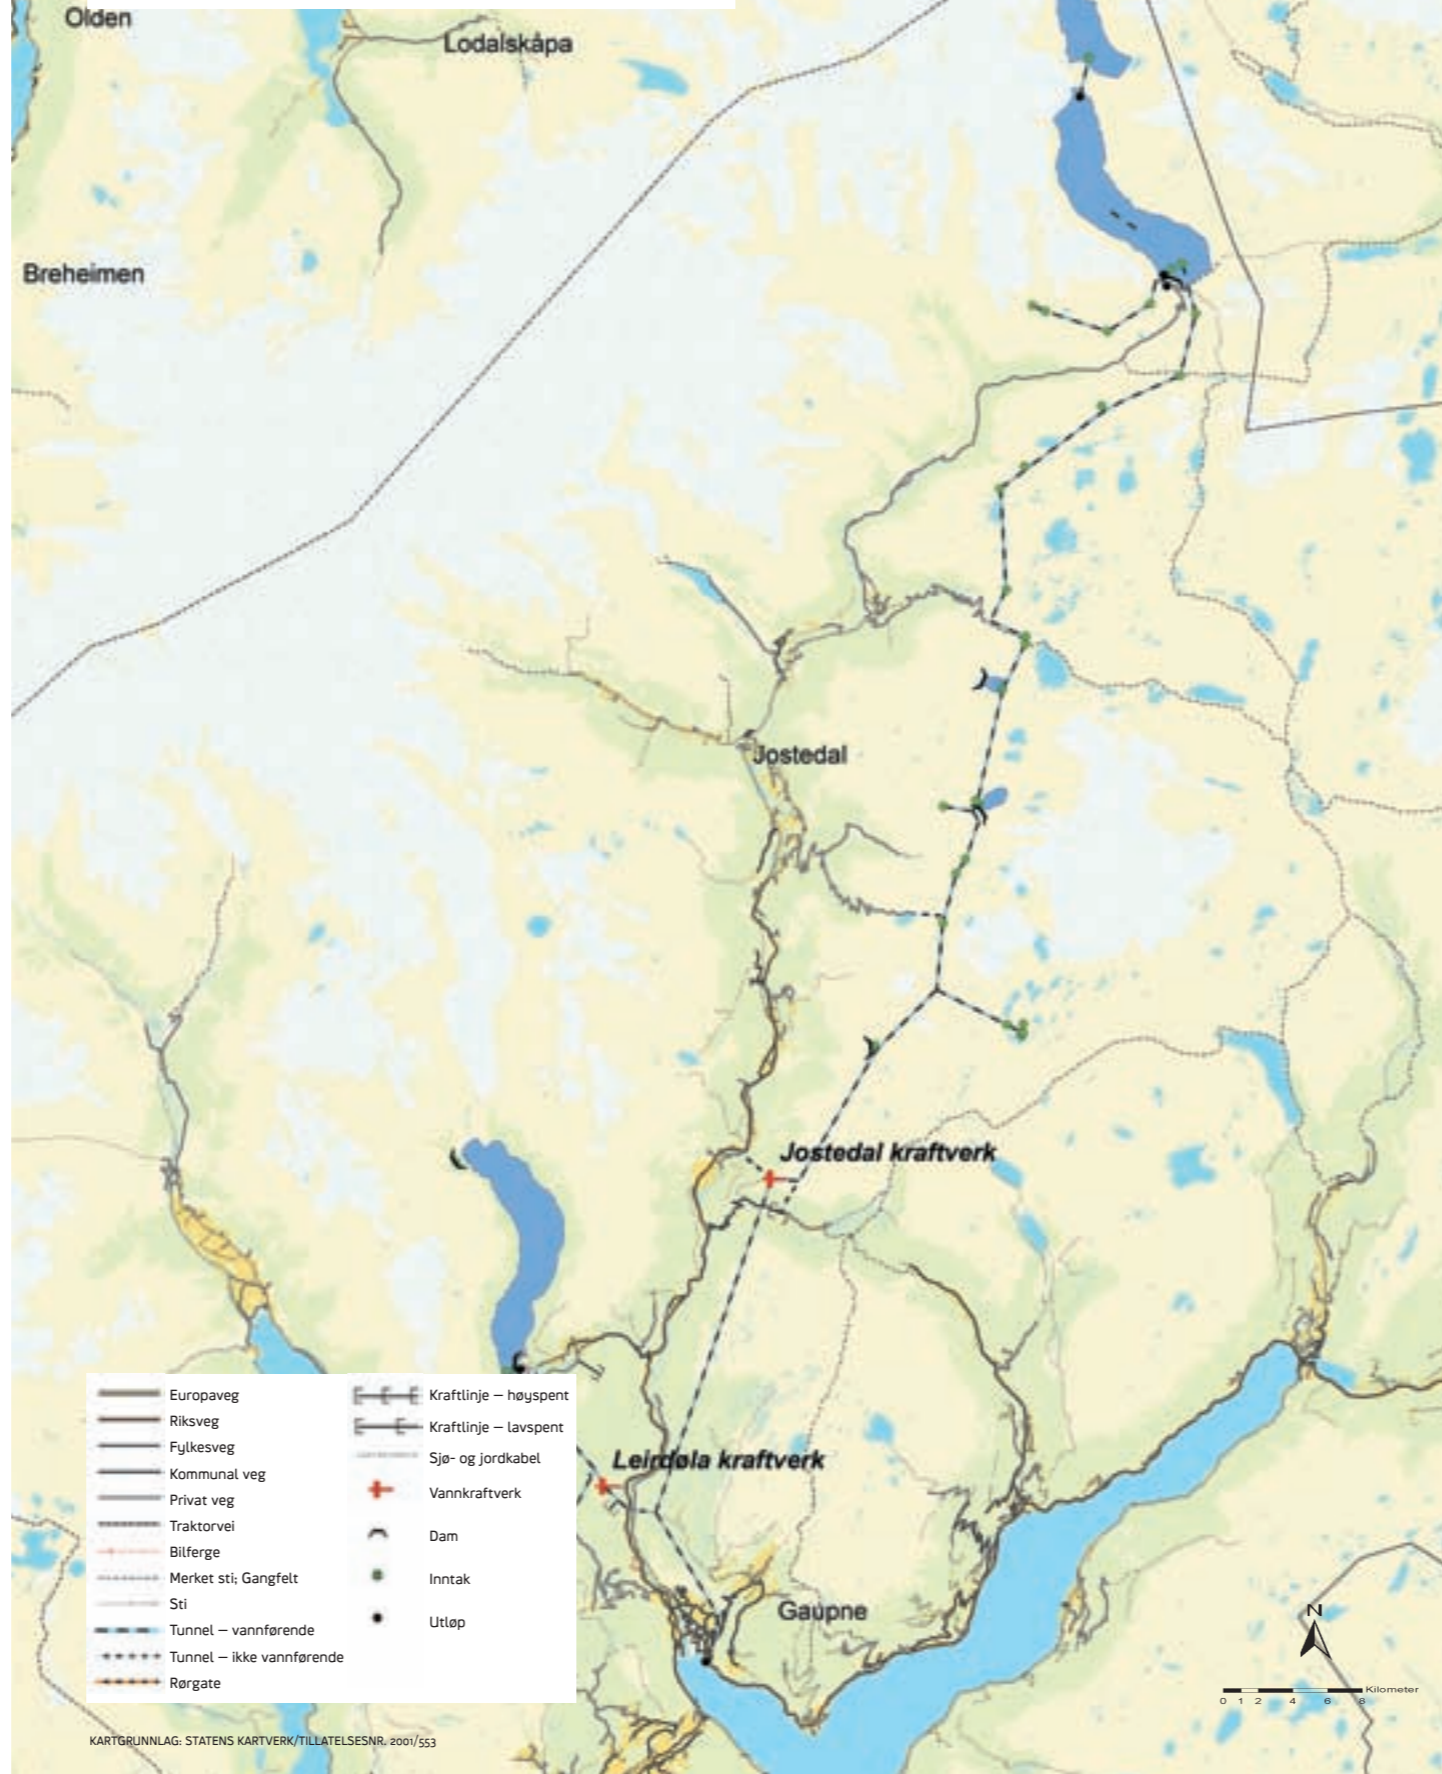 Olden
Lodalskåpa
Breheimen
Jostedal
Jostedal kraftverk
Leirdøla kraftverk
Gaupne
Europaveg
Riksveg
Fylkesveg
Kommunal veg
Privat veg
Traktorvei
Bilferge
Merket sti; Gangfelt
Sti
Tunnel – vannførende
Tunnel – ikke vannførende
Rørgate
Kraftlinje – høyspent
Kraftlinje – lavspent
Sjø- og jordkabel
Vannkraftverk
Dam
Inntak
Utløp
N
Kilometer
0 1 2 4 6 8
KARTGRUNNLAG: STATENS KARTVERK/TILLATELSESNR. 2001/553